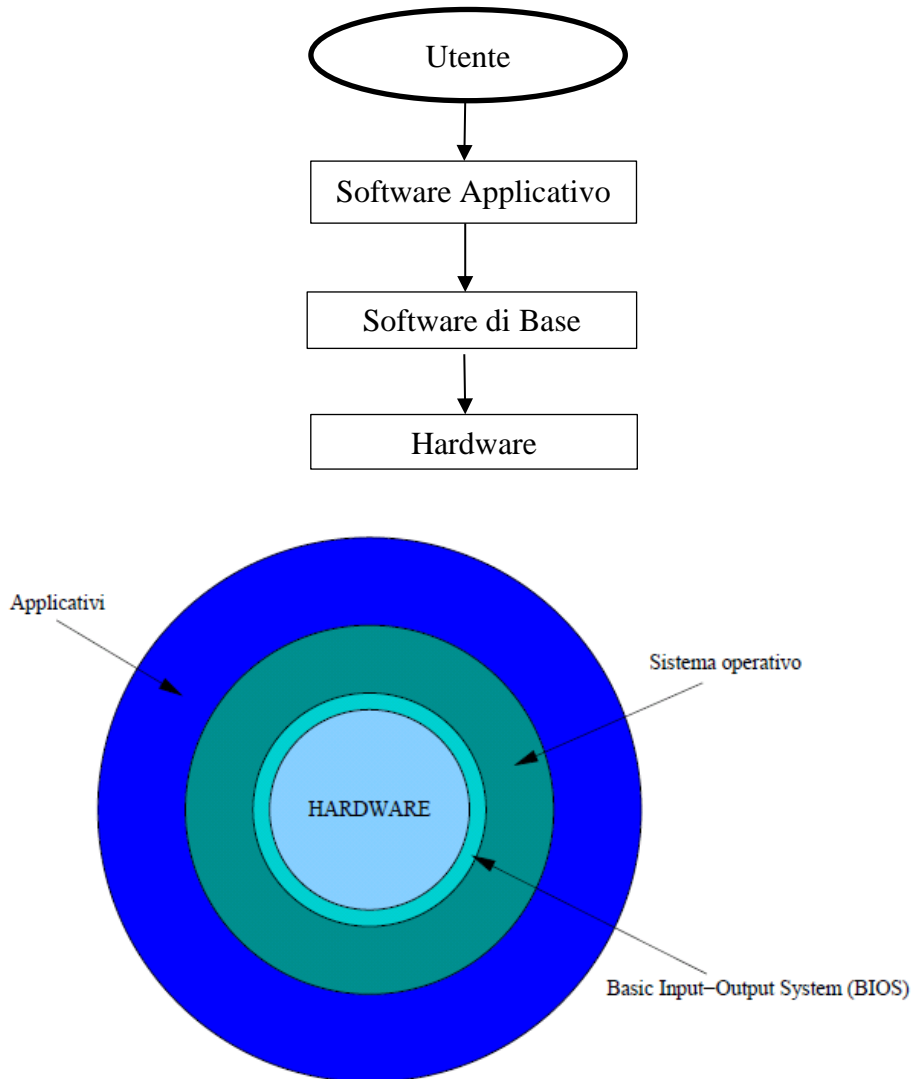 Utente
Software Applicativo
Software di Base
Hardware
Applicativi
Sistema operativo
HARDWARE
Basic Input−Output System (BIOS)